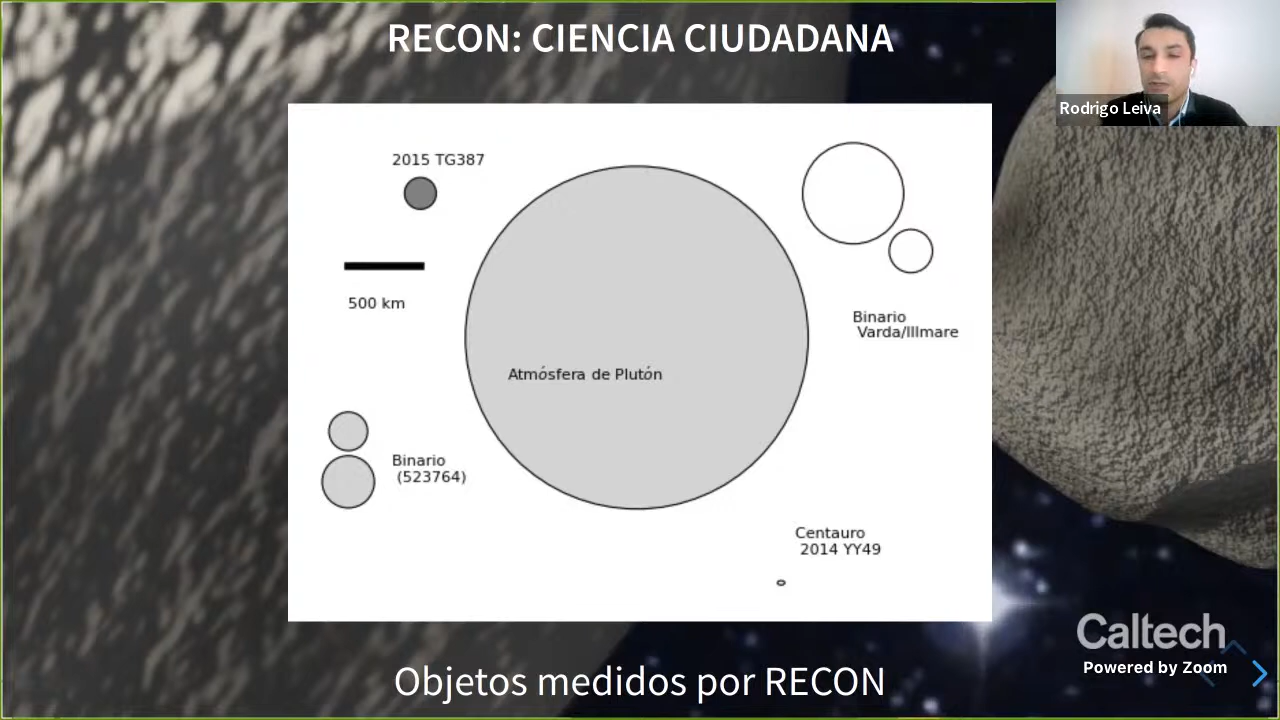 RECON: CIENCIA CIUDADANA
Rodrigo Leiva
2015 TG387
500 km
Atmósfera de Plutón
Binario
Varda/Illmare
Binario
(523764)
Centauro
2014 YY49
Caltech
Powered by Zoom
Objetos medidos por RECON